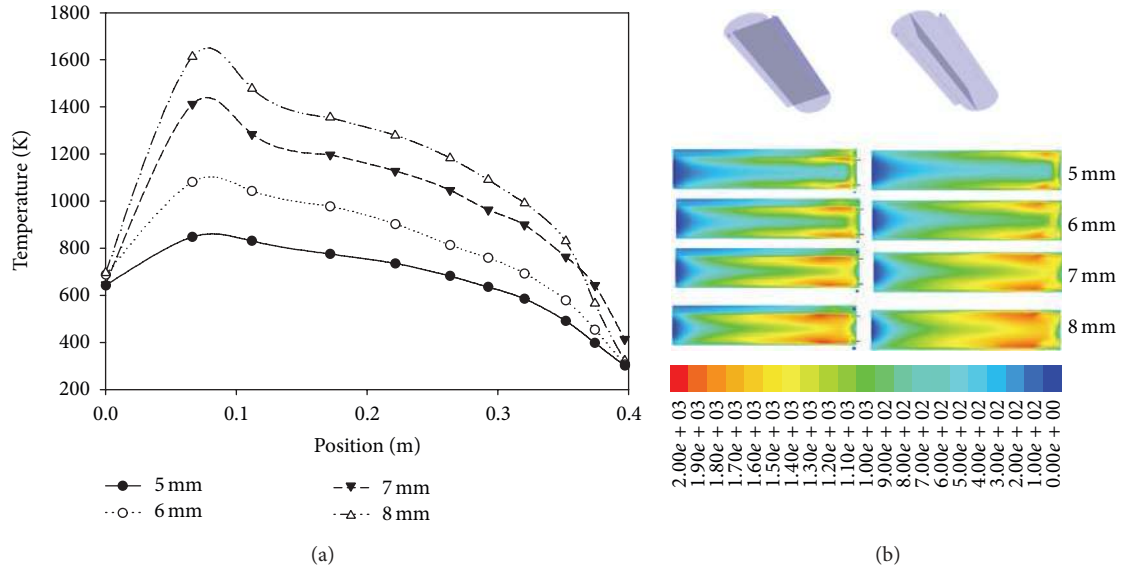 1800
1600
1400
1200
1000
800
600
400
200
Temperature (K)
0.0 0.1 0.2 0.3 0.4
Position (m)
5 mm 7 mm
6 mm 8 mm
(a)
5 mm
6 mm
7 mm
8 mm
2.00e + 03
1.90e + 03
1.80e + 03
1.70e + 03
1.60e + 03
1.50e + 03
1.40e + 03
1.30e + 03
1.20e + 03
1.10e + 03
1.00e + 03
9.00e + 02
8.00e + 02
7.00e + 02
6.00e + 02
5.00e + 02
4.00e + 02
3.00e + 02
2.00e + 02
1.00e + 02
0.00e + 00
(b)